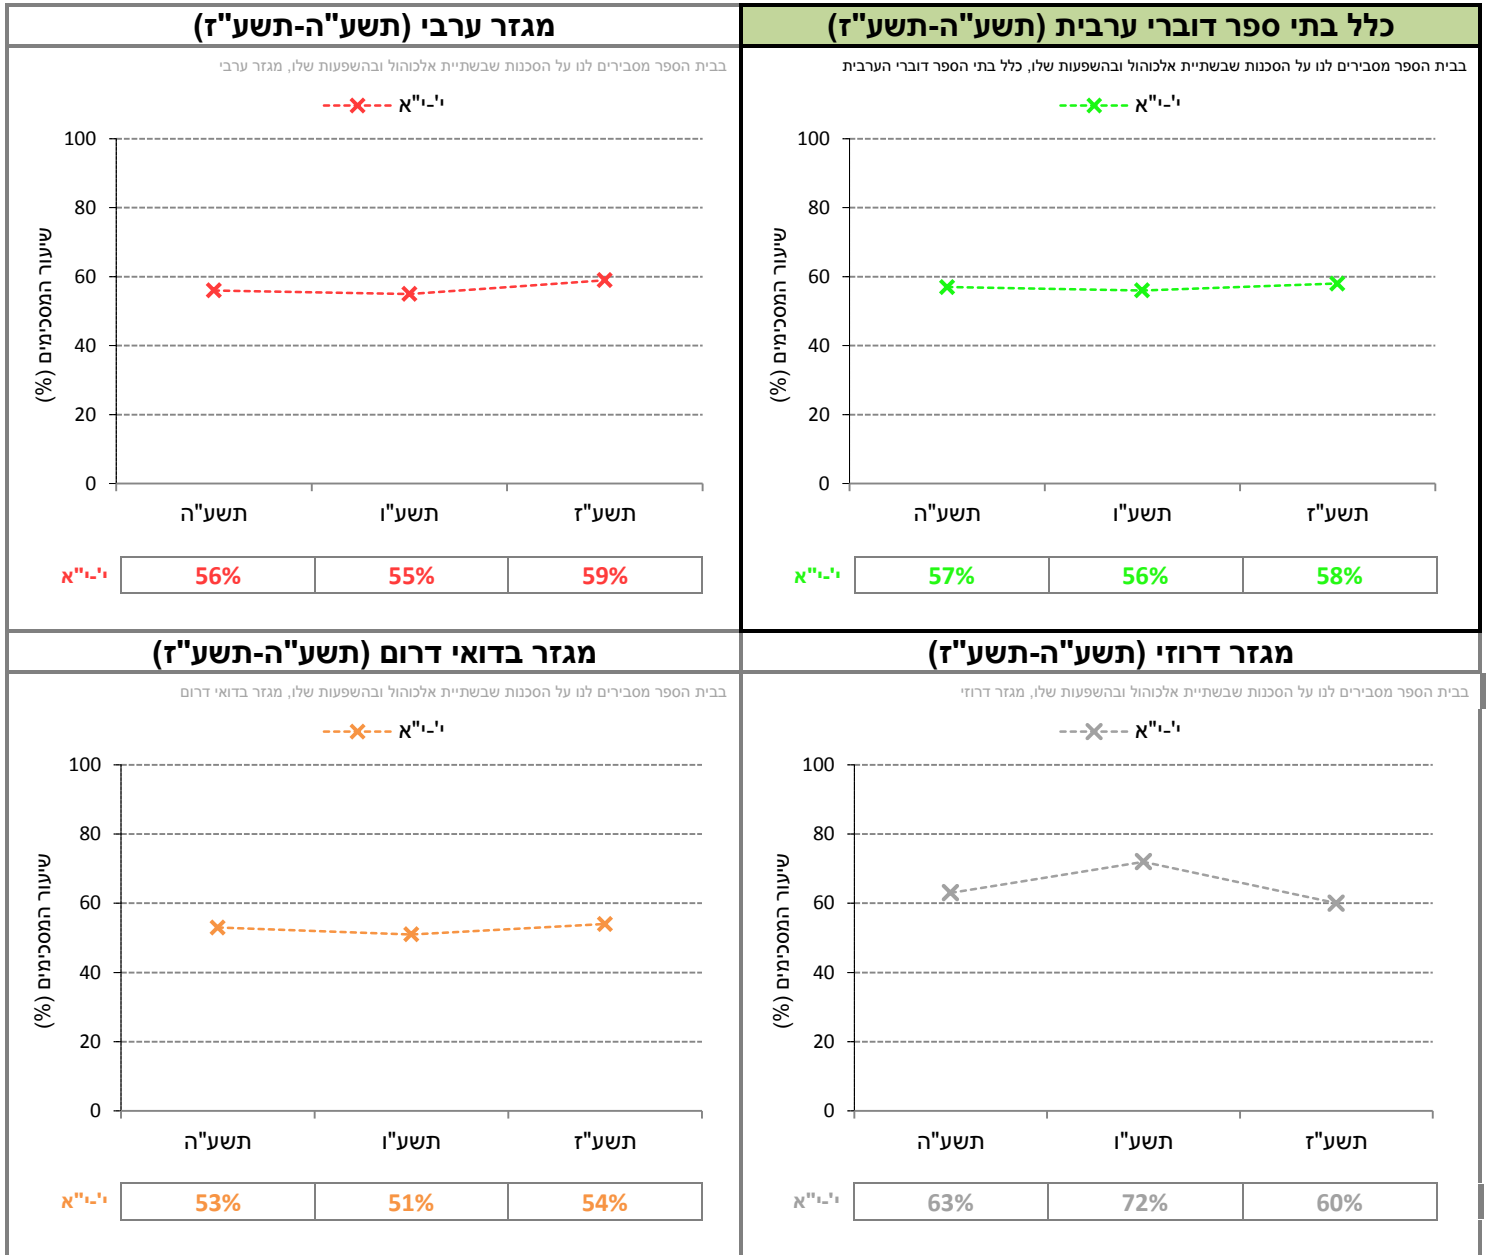 כלל בתי ספר דוברי ערבית (תשע"ה-תשע"ז)
בבית הספר מסבירים לנו על הסכנות שבשתיית אלכוהול ובהשפעות שלו, כלל בתי הספר דוברי הערבית
י'-י"א
100
80
60
40
20
0
שיעור המסכימים (%)
תשע"ה תשע"ו תשע"ז
י'-י"א 57% 56% 58%
מגזר ערבי (תשע"ה-תשע"ז)
בבית הספר מסבירים לנו על הסכנות שבשתיית אלכוהול ובהשפעות שלו, מגזר ערבי
י'-י"א
100
80
60
40
20
0
שיעור המסכימים (%)
תשע"ה תשע"ו תשע"ז
י'-י"א 56% 55% 59%
מגזר דרוזי (תשע"ה-תשע"ז)
בבית הספר מסבירים לנו על הסכנות שבשתיית אלכוהול ובהשפעות שלו, מגזר דרוזי
י'-י"א
100
80
60
40
20
0
שיעור המסכימים (%)
תשע"ה תשע"ו תשע"ז
י'-י"א 63% 72% 60%
מגזר בדואי דרום (תשע"ה-תשע"ז)
בבית הספר מסבירים לנו על הסכנות שבשתיית אלכוהול ובהשפעות שלו, מגזר בדואי דרום
י'-י"א
100
80
60
40
20
0
שיעור המסכימים (%)
תשע"ה תשע"ו תשע"ז
י'-י"א 53% 51% 54%